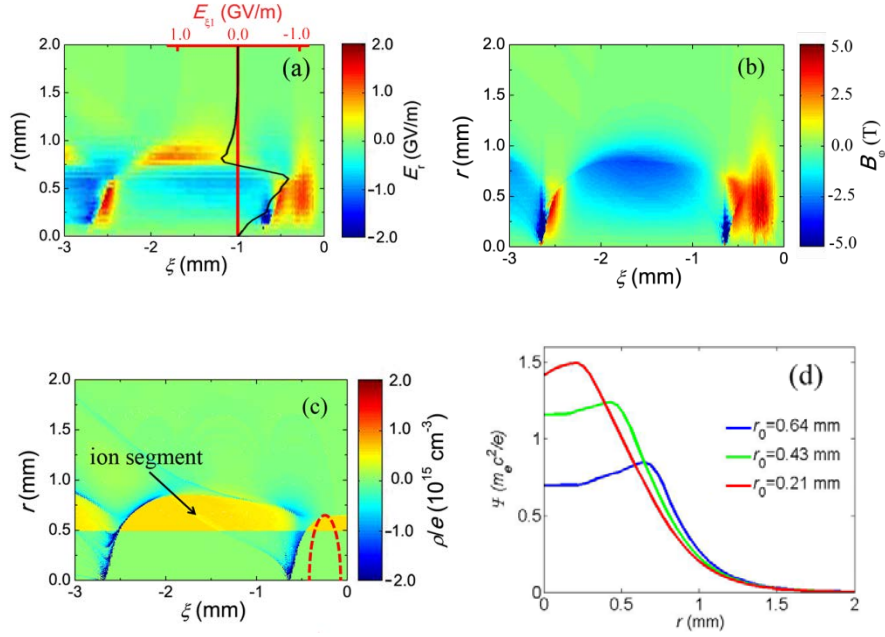 E_ξ1 (GV/m)
1.0 0.0 -1.0
(a)
2.0
1.5
1.0
0.5
0.0
r (mm)
-3 -2 -1 0
ξ (mm)
2.0
1.0
0.0
-1.0
-2.0
E_r (GV/m)
(b)
2.0
1.5
1.0
0.5
0.0
r (mm)
-3 -2 -1 0
ξ (mm)
5.0
2.5
0.0
-2.5
-5.0
B_φ (T)
(c)
ion segment
2.0
1.5
1.0
0.5
0.0
r (mm)
-3 -2 -1 0
ξ (mm)
2.0
1.0
0.0
-1.0
-2.0
ρ/e (10^15 cm^-3)
(d)
1.5
1
0.5
0
Ψ (m_e c^2/e)
r_0=0.64 mm
r_0=0.43 mm
r_0=0.21 mm
0 0.5 1 1.5 2
r (mm)